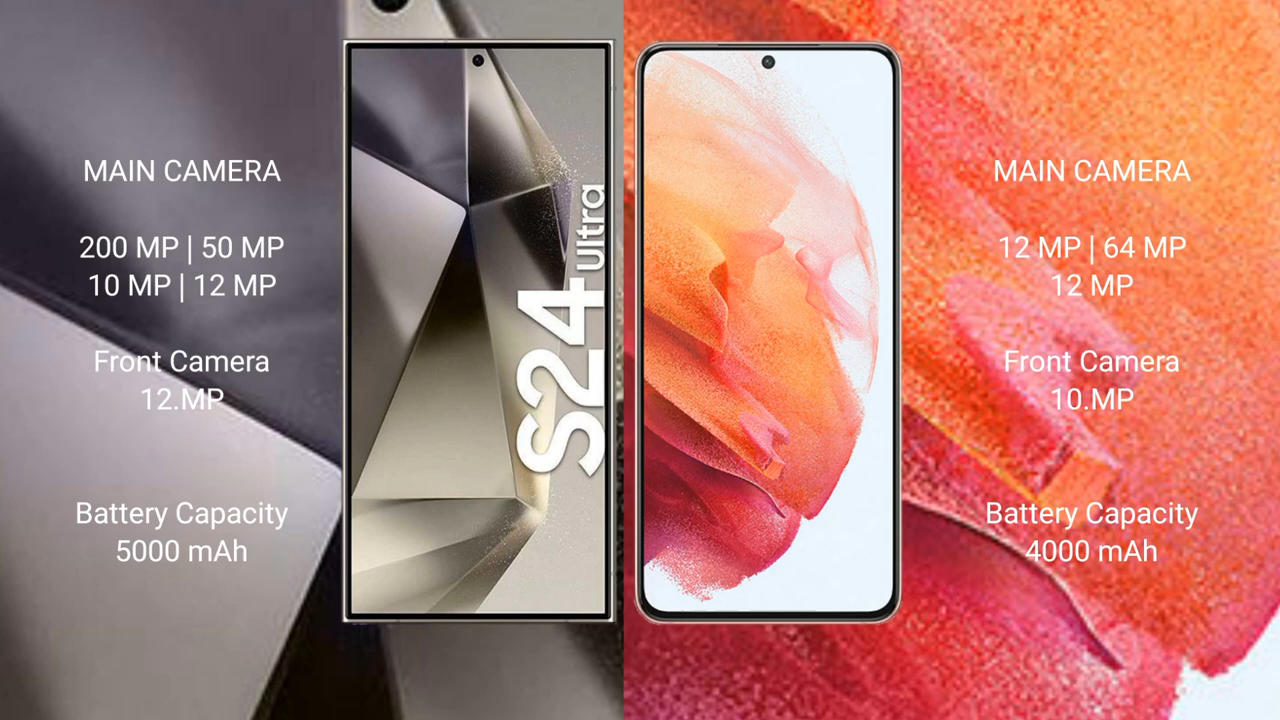 MAIN CAMERA
200 MP | 50 MP
10 MP | 12 MP
Front Camera
12.MP
Battery Capacity
5000 mAh
S24 ultra
MAIN CAMERA
12 MP | 64 MP
12 MP
Front Camera
10.MP
Battery Capacity
4000 mAh